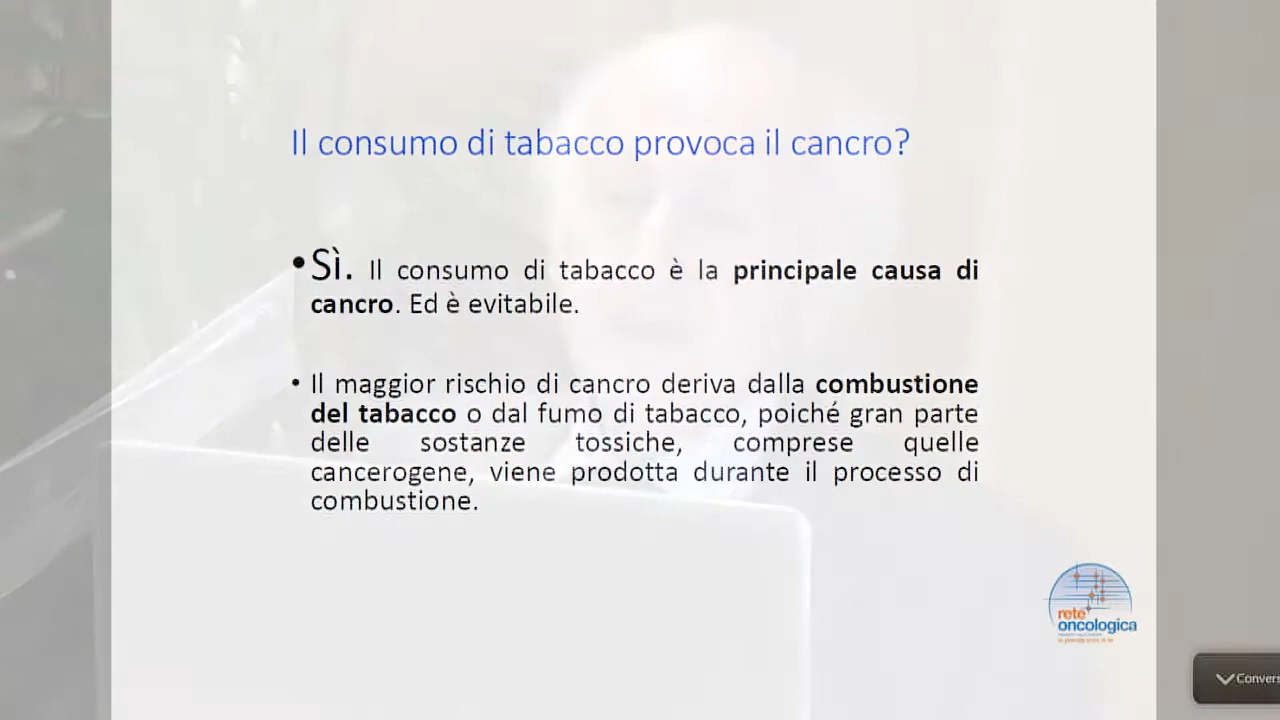 Il consumo di tabacco provoca il cancro?
•Sì. Il consumo di tabacco è la principale causa di
cancro. Ed è evitabile.
• Il maggior rischio di cancro deriva dalla combustione
del tabacco o dal fumo di tabacco, poiché gran parte
delle sostanze tossiche, comprese quelle
cancerogene, viene prodotta durante il processo di
combustione.
rete
oncologica
Convers